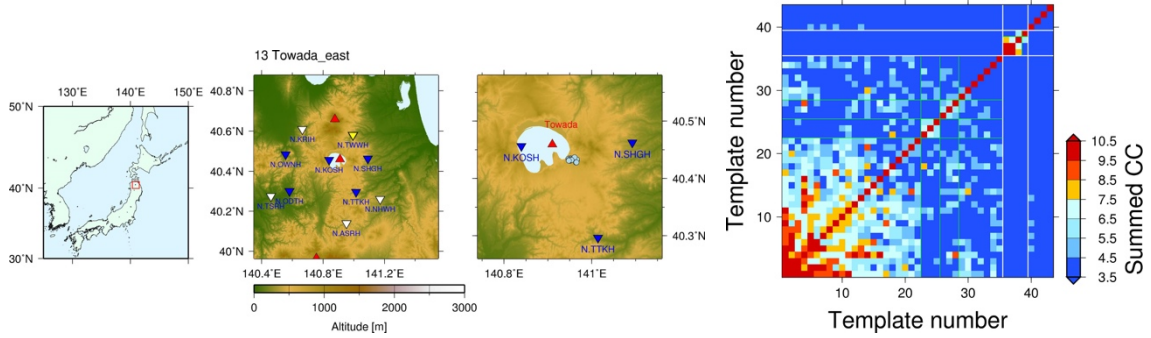 13 Towada_east
130˚E
140˚E
150˚E
50˚N
40˚N
30˚N
40.8˚N
40.6˚N
40.4˚N
40.2˚N
40˚N
N.KRIH
N.TWWH
N.OWNH
N.KOSH
N.SHGH
N.ODTH
N.TTKH
N.TSRH
N.NHWH
N.ASRH
140.4˚E
140.8˚E
141.2˚E
0
1000
2000
3000
Altitude [m]
Towada
N.KOSH
N.SHGH
N.TTKH
40.5˚N
40.4˚N
40.3˚N
140.8˚E
141˚E
Template number
40
30
20
10
10
20
30
40
Template number
10.5
9.5
8.5
7.5
6.5
5.5
4.5
3.5
Summed CC